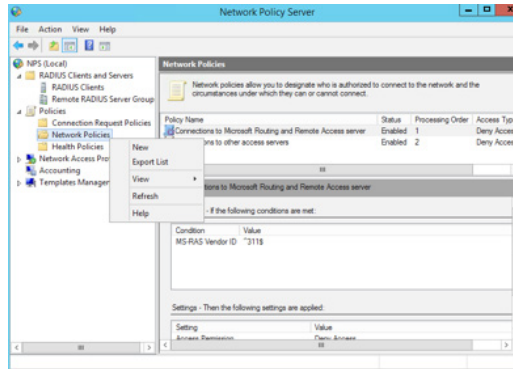 Network Policy Server
File Action View Help
NPS (Local)
RADIUS Clients and Servers
RADIUS Clients
Remote RADIUS Server Group
Policies
Connection Request Policies
Network Policies
Health Policies
Network Access Pro
Accounting
Templates Manager
New
Export List
View
Refresh
Help
Network Policies
Network policies allow you to designate who is authorized to connect to the network and the
circumstances under which they can or cannot connect.
Policy Name Status Processing Order Access Typ
Connections to Microsoft Routing and Remote Access server Enabled 1 Deny Acces
ons to other access servers Enabled 2 Deny Acces
ons to Microsoft Routing and Remote Access server
- If the following conditions are met:
Condition Value
MS-RAS Vendor ID ^311$
Settings - Then the following settings are applied:
Setting Value
Access Permission Deny Access